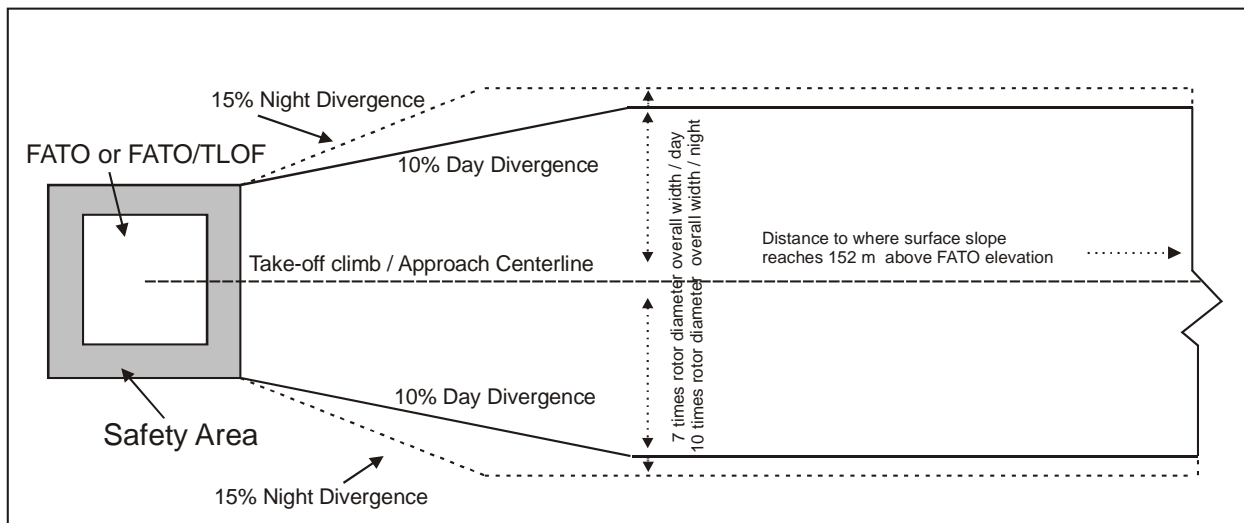 15% Night Divergence
FATO or FATO/TLOF
10% Day Divergence
7 times rotor diameter overall width / day
10 times rotor diameter overall width / night
Distance to where surface slope
reaches 152 m above FATO elevation
Take-off climb / Approach Centerline
10% Day Divergence
Safety Area
15% Night Divergence